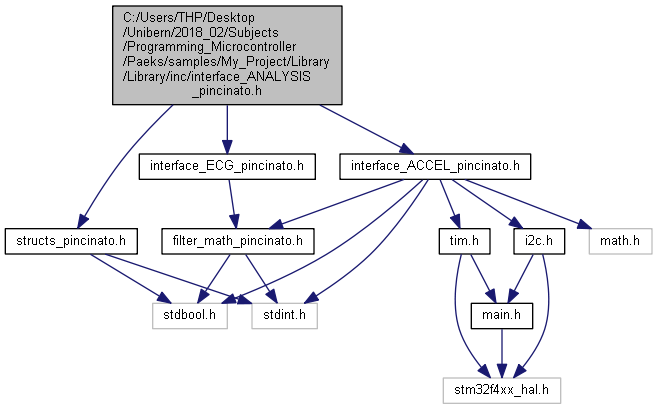 C:/Users/THP/Desktop
/Unibern/2018_02/Subjects
/Programming_Microcontroller
/Paeks/samples/My_Project/Library
/Library/inc/interface_ANALYSIS
_pincinato.h
interface_ECG_pincinato.h
interface_ACCEL_pincinato.h
structs_pincinato.h
filter_math_pincinato.h
tim.h
i2c.h
math.h
stdbool.h
stdint.h
main.h
stm32f4xx_hal.h